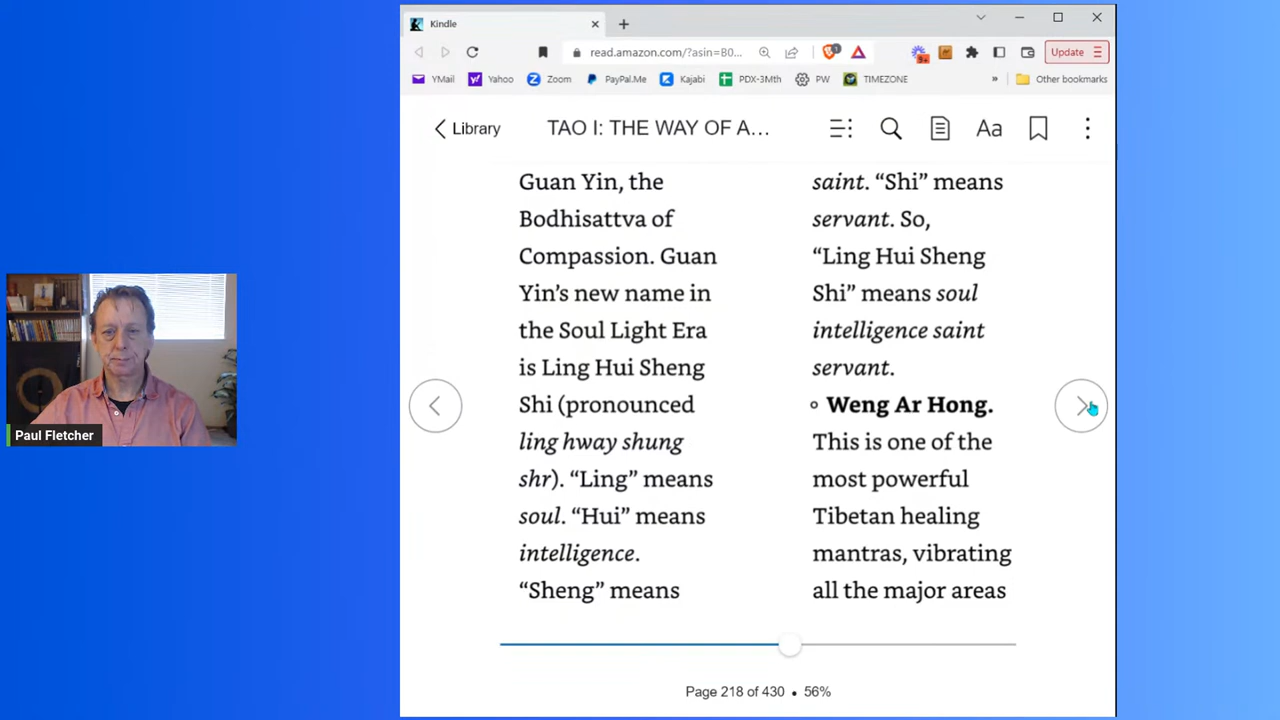 Kindle
read.amazon.com/?asin=B0...
Update
YMail
Yahoo
Zoom
PayPal.Me
Kajabi
PDX-3Mth
PW
TIMEZONE
»
Other bookmarks
Library
TAO I: THE WAY OF A...
Aa
Guan Yin, the
Bodhisattva of
Compassion. Guan
Yin’s new name in
the Soul Light Era
is Ling Hui Sheng
Shi (pronounced
ling hway shung
shr). “Ling” means
soul. “Hui” means
intelligence.
“Sheng” means
saint. “Shi” means
servant. So,
“Ling Hui Sheng
Shi” means soul
intelligence saint
servant.
◦ Weng Ar Hong.
This is one of the
most powerful
Tibetan healing
mantras, vibrating
all the major areas
Page 218 of 430 • 56%
Paul Fletcher